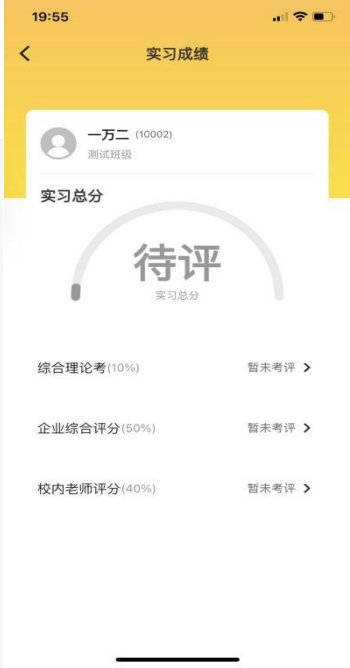 19:55
实习成绩
一万二 (10002)
测试班级
实习总分
待评
实习总分
综合理论考(10%) 暂未考评
企业综合评分(50%) 暂未考评
校内老师评分(40%) 暂未考评